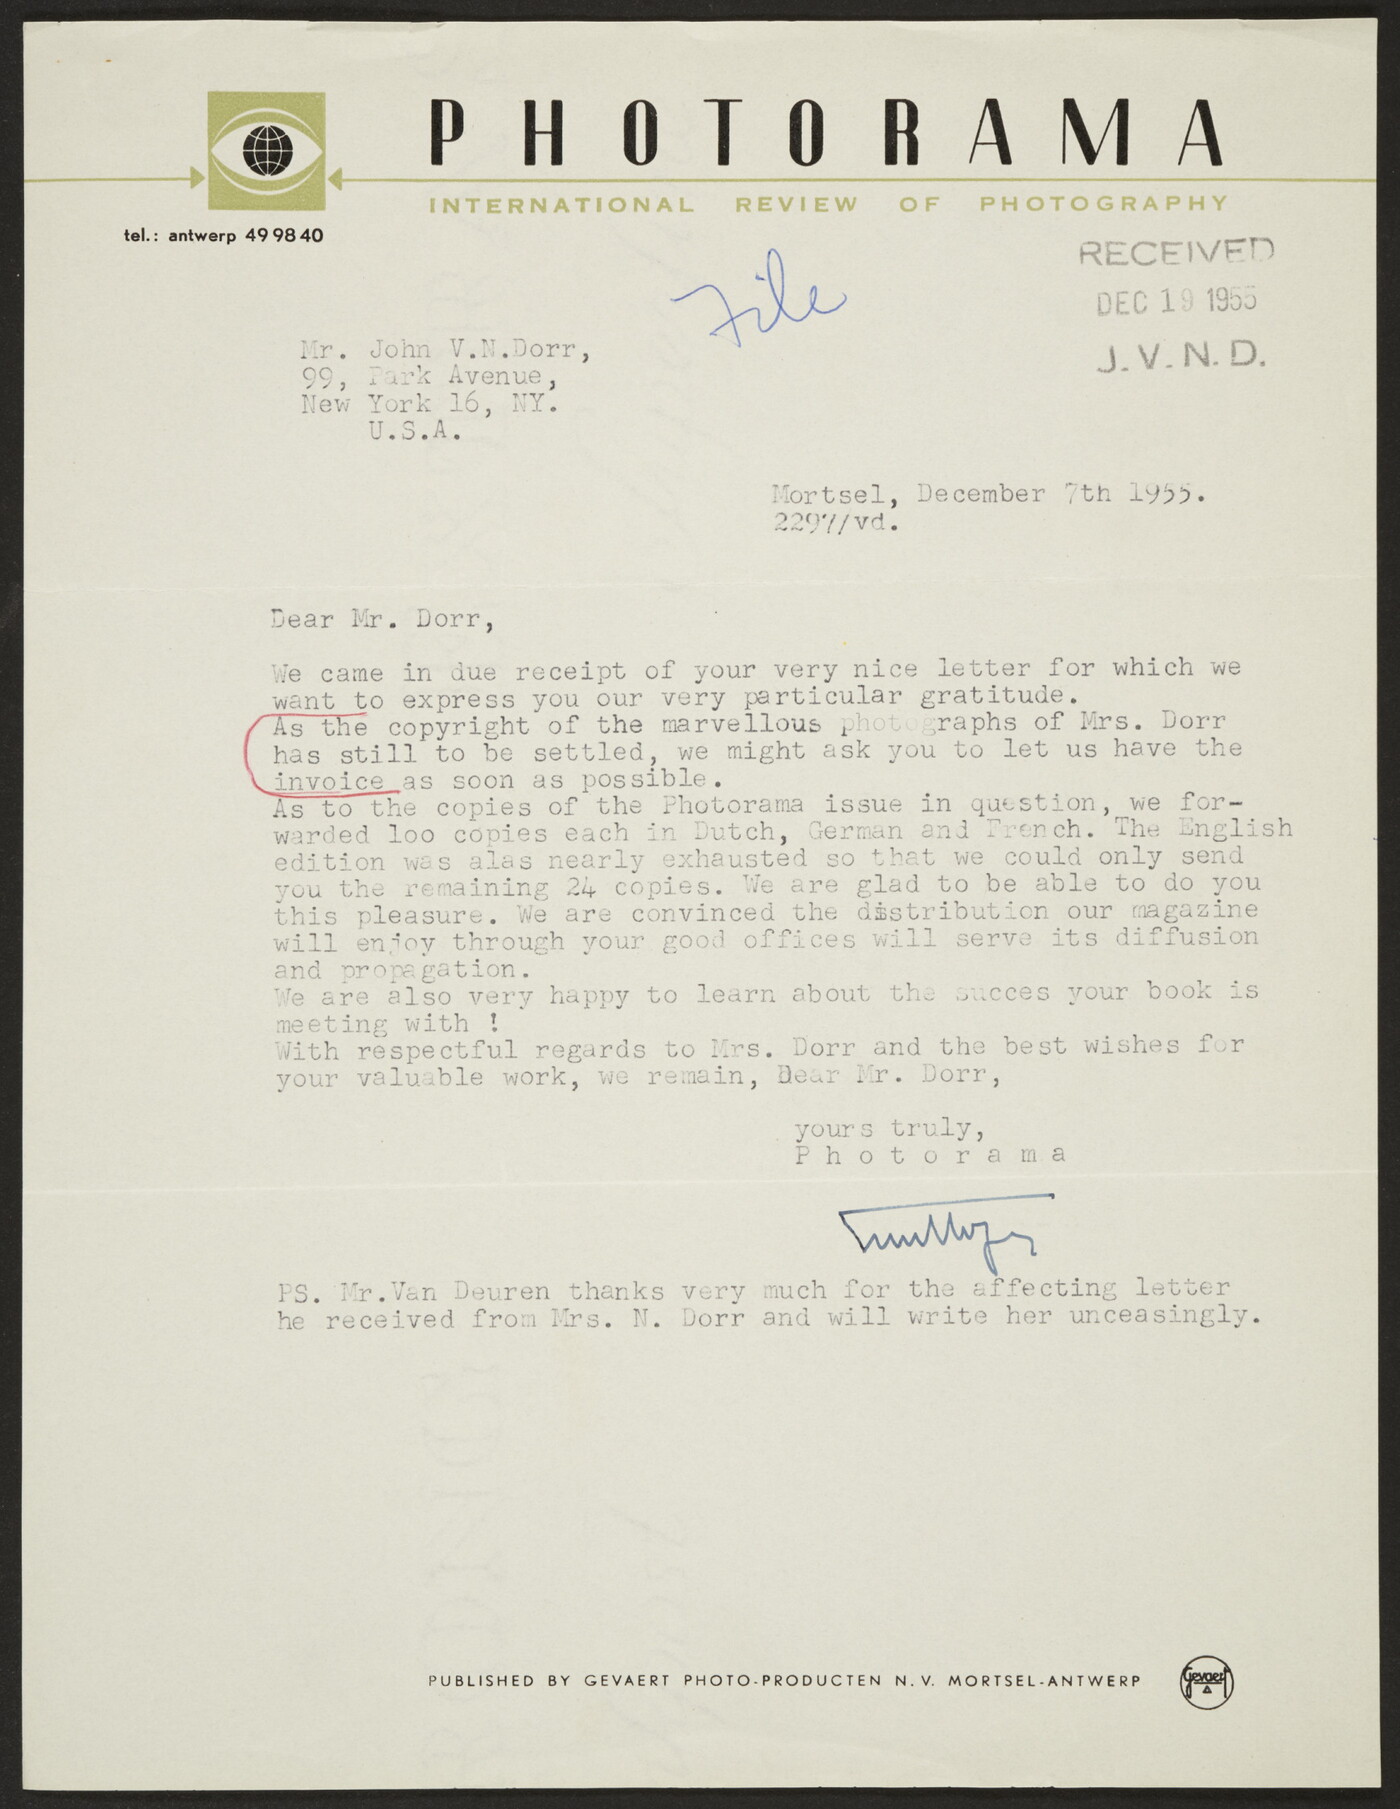 PHOTORAMA
INTERNATIONAL REVIEW OF PHOTOGRAPHY
tel.: antwerp 49 98 40
File
RECEIVED
DEC 19 1955
J. V. N. D.
Mr. John V.N.Dorr,
99, Park Avenue,
New York 16, NY.
U.S.A.
Mortsel, December 7th 1955.
2297/vd.
Dear Mr. Dorr,
We came in due receipt of your very nice letter for which we
want to express you our very particular gratitude.
As the copyright of the marvellous photographs of Mrs. Dorr
has still to be settled, we might ask you to let us have the
invoice as soon as possible.
As to the copies of the Photorama issue in question, we for-
warded loo copies each in Dutch, German and French. The English
edition was alas nearly exhausted so that we could only send
you the remaining 24 copies. We are glad to be able to do you
this pleasure. We are convinced the distribution our magazine
will enjoy through your good offices will serve its diffusion
and propagation.
We are also very happy to learn about the succes your book is
meeting with !
With respectful regards to Mrs. Dorr and the best wishes for
your valuable work, we remain, Dear Mr. Dorr,
yours truly,
P h o t o r a m a
PS. Mr.Van Deuren thanks very much for the affecting letter
he received from Mrs. N. Dorr and will write her unceasingly.
PUBLISHED BY GEVAERT PHOTO-PRODUCTEN N. V. MORTSEL-ANTWERP
Gevaert